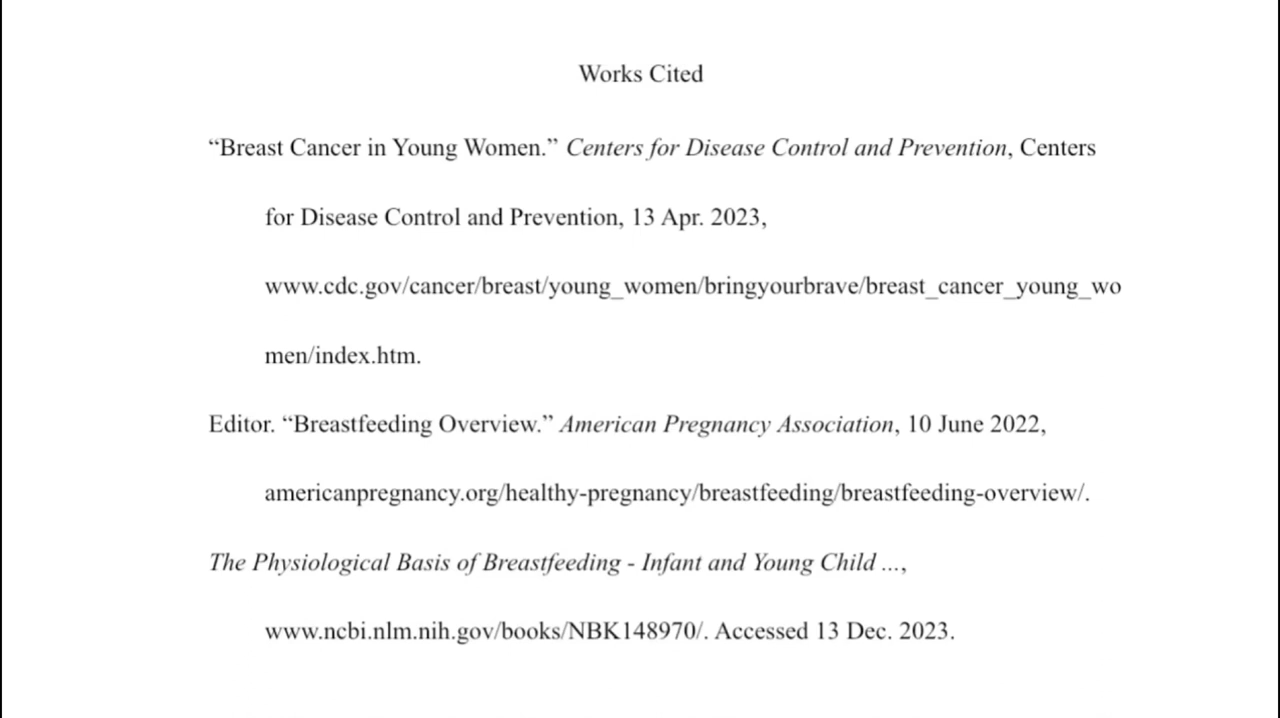 Works Cited
“Breast Cancer in Young Women.” Centers for Disease Control and Prevention, Centers
for Disease Control and Prevention, 13 Apr. 2023,
www.cdc.gov/cancer/breast/young_women/bringyourbrave/breast_cancer_young_wo
men/index.htm.
Editor. “Breastfeeding Overview.” American Pregnancy Association, 10 June 2022,
americanpregnancy.org/healthy-pregnancy/breastfeeding/breastfeeding-overview/.
The Physiological Basis of Breastfeeding - Infant and Young Child ...,
www.ncbi.nlm.nih.gov/books/NBK148970/. Accessed 13 Dec. 2023.